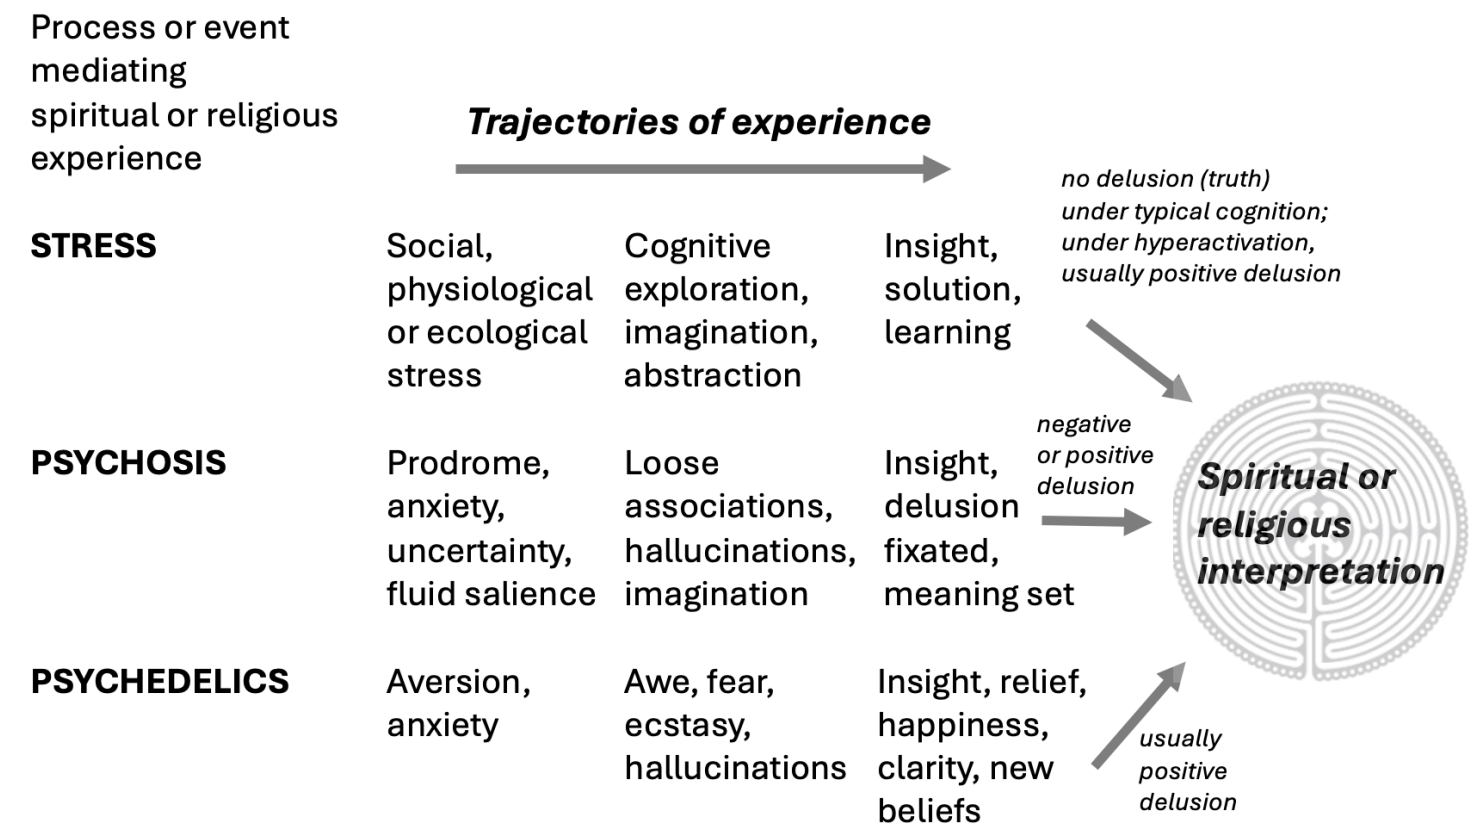 Process or event
mediating
spiritual or religious
experience
Trajectories of experience
no delusion (truth)
under typical cognition;
under hyperactivation,
usually positive delusion
STRESS
Social,
physiological
or ecological
stress
Cognitive
exploration,
imagination,
abstraction
Insight,
solution,
learning
PSYCHOSIS
Prodrome,
anxiety,
uncertainty,
fluid salience
Loose
associations,
hallucinations,
imagination
Insight,
delusion
fixated,
meaning set
negative
or positive
delusion
Spiritual or
religious
interpretation
PSYCHEDELICS
Aversion,
anxiety
Awe, fear,
ecstasy,
hallucinations
Insight, relief,
happiness,
clarity, new
beliefs
usually
positive
delusion